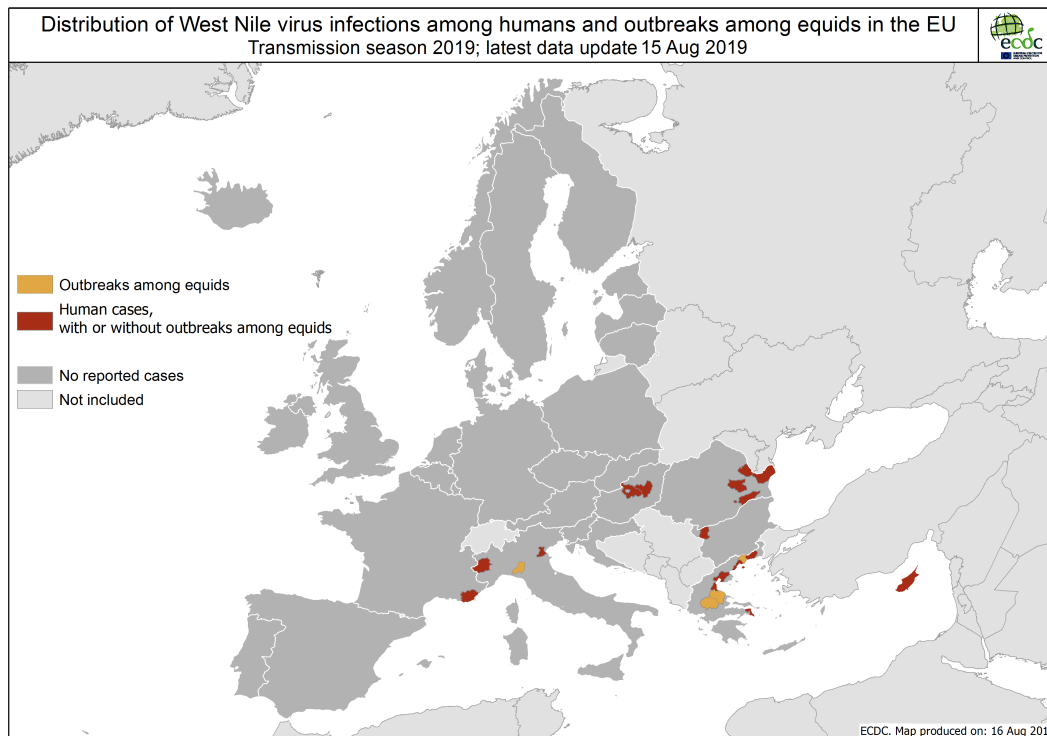 Distribution of West Nile virus infections among humans and outbreaks among equids in the EU
Transmission season 2019; latest data update 15 Aug 2019
ecdc
Outbreaks among equids
Human cases,
with or without outbreaks among equids
No reported cases
Not included
ECDC. Map produced on: 16 Aug 201